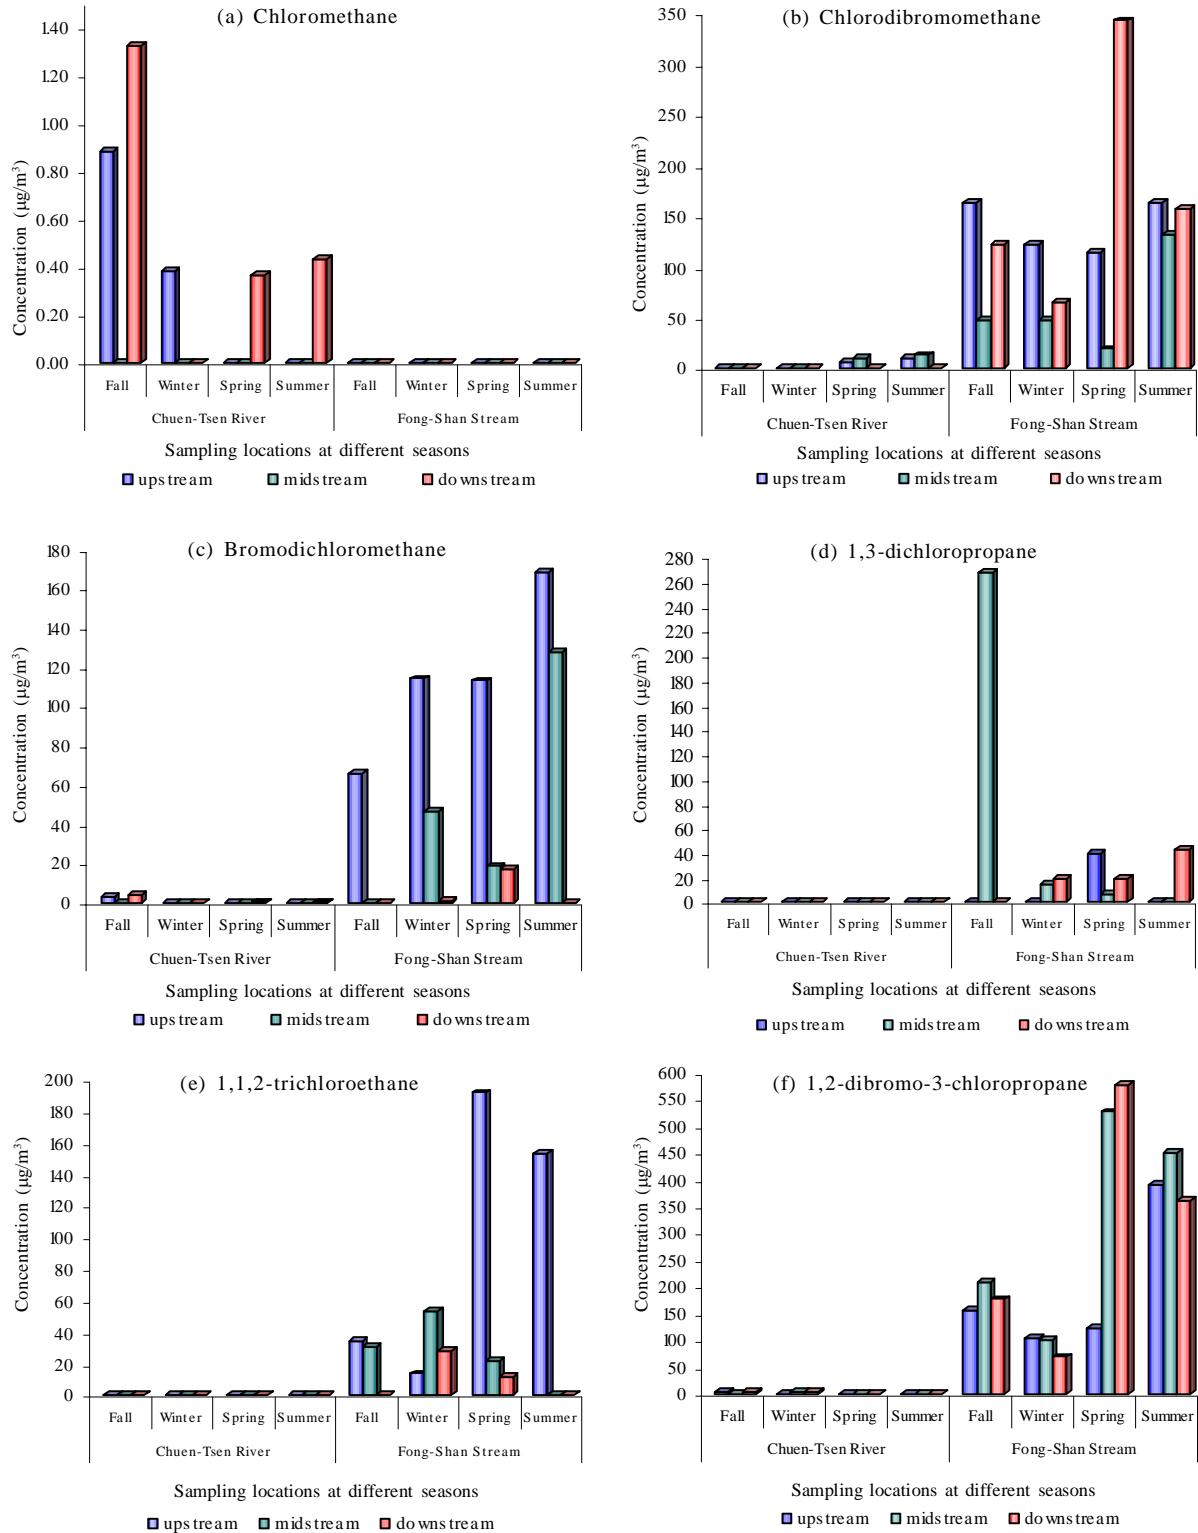 (a) Chloromethane
Concentration (µg/m³)
1.40
1.20
1.00
0.80
0.60
0.40
0.20
0.00
Fall Winter Spring Summer Fall Winter Spring Summer
Chuen-Tsen River Fong-Shan Stream
Sampling locations at different seasons
upstream midstream downstream
(b) Chlorodibromomethane
Concentration (µg/m³)
350
300
250
200
150
100
50
0
Fall Winter Spring Summer Fall Winter Spring Summer
Chuen-Tsen River Fong-Shan Stream
Sampling locations at different seasons
upstream midstream downstream
(c) Bromodichloromethane
Concentration (µg/m³)
180
160
140
120
100
80
60
40
20
0
Fall Winter Spring Summer Fall Winter Spring Summer
Chuen-Tsen River Fong-Shan Stream
Sampling locations at different seasons
upstream midstream downstream
(d) 1,3-dichloropropane
Concentration (µg/m³)
280
260
240
220
200
180
160
140
120
100
80
60
40
20
0
Fall Winter Spring Summer Fall Winter Spring Summer
Chuen-Tsen River Fong-Shan Stream
Sampling locations at different seasons
upstream midstream downstream
(e) 1,1,2-trichloroethane
Concentration (µg/m³)
200
180
160
140
120
100
80
60
40
20
0
Fall Winter Spring Summer Fall Winter Spring Summer
Chuen-Tsen River Fong-Shan Stream
Sampling locations at different seasons
upstream midstream downstream
(f) 1,2-dibromo-3-chloropropane
Concentration (µg/m³)
600
550
500
450
400
350
300
250
200
150
100
50
0
Fall Winter Spring Summer Fall Winter Spring Summer
Chuen-Tsen River Fong-Shan Stream
Sampling locations at different seasons
upstream midstream downstream